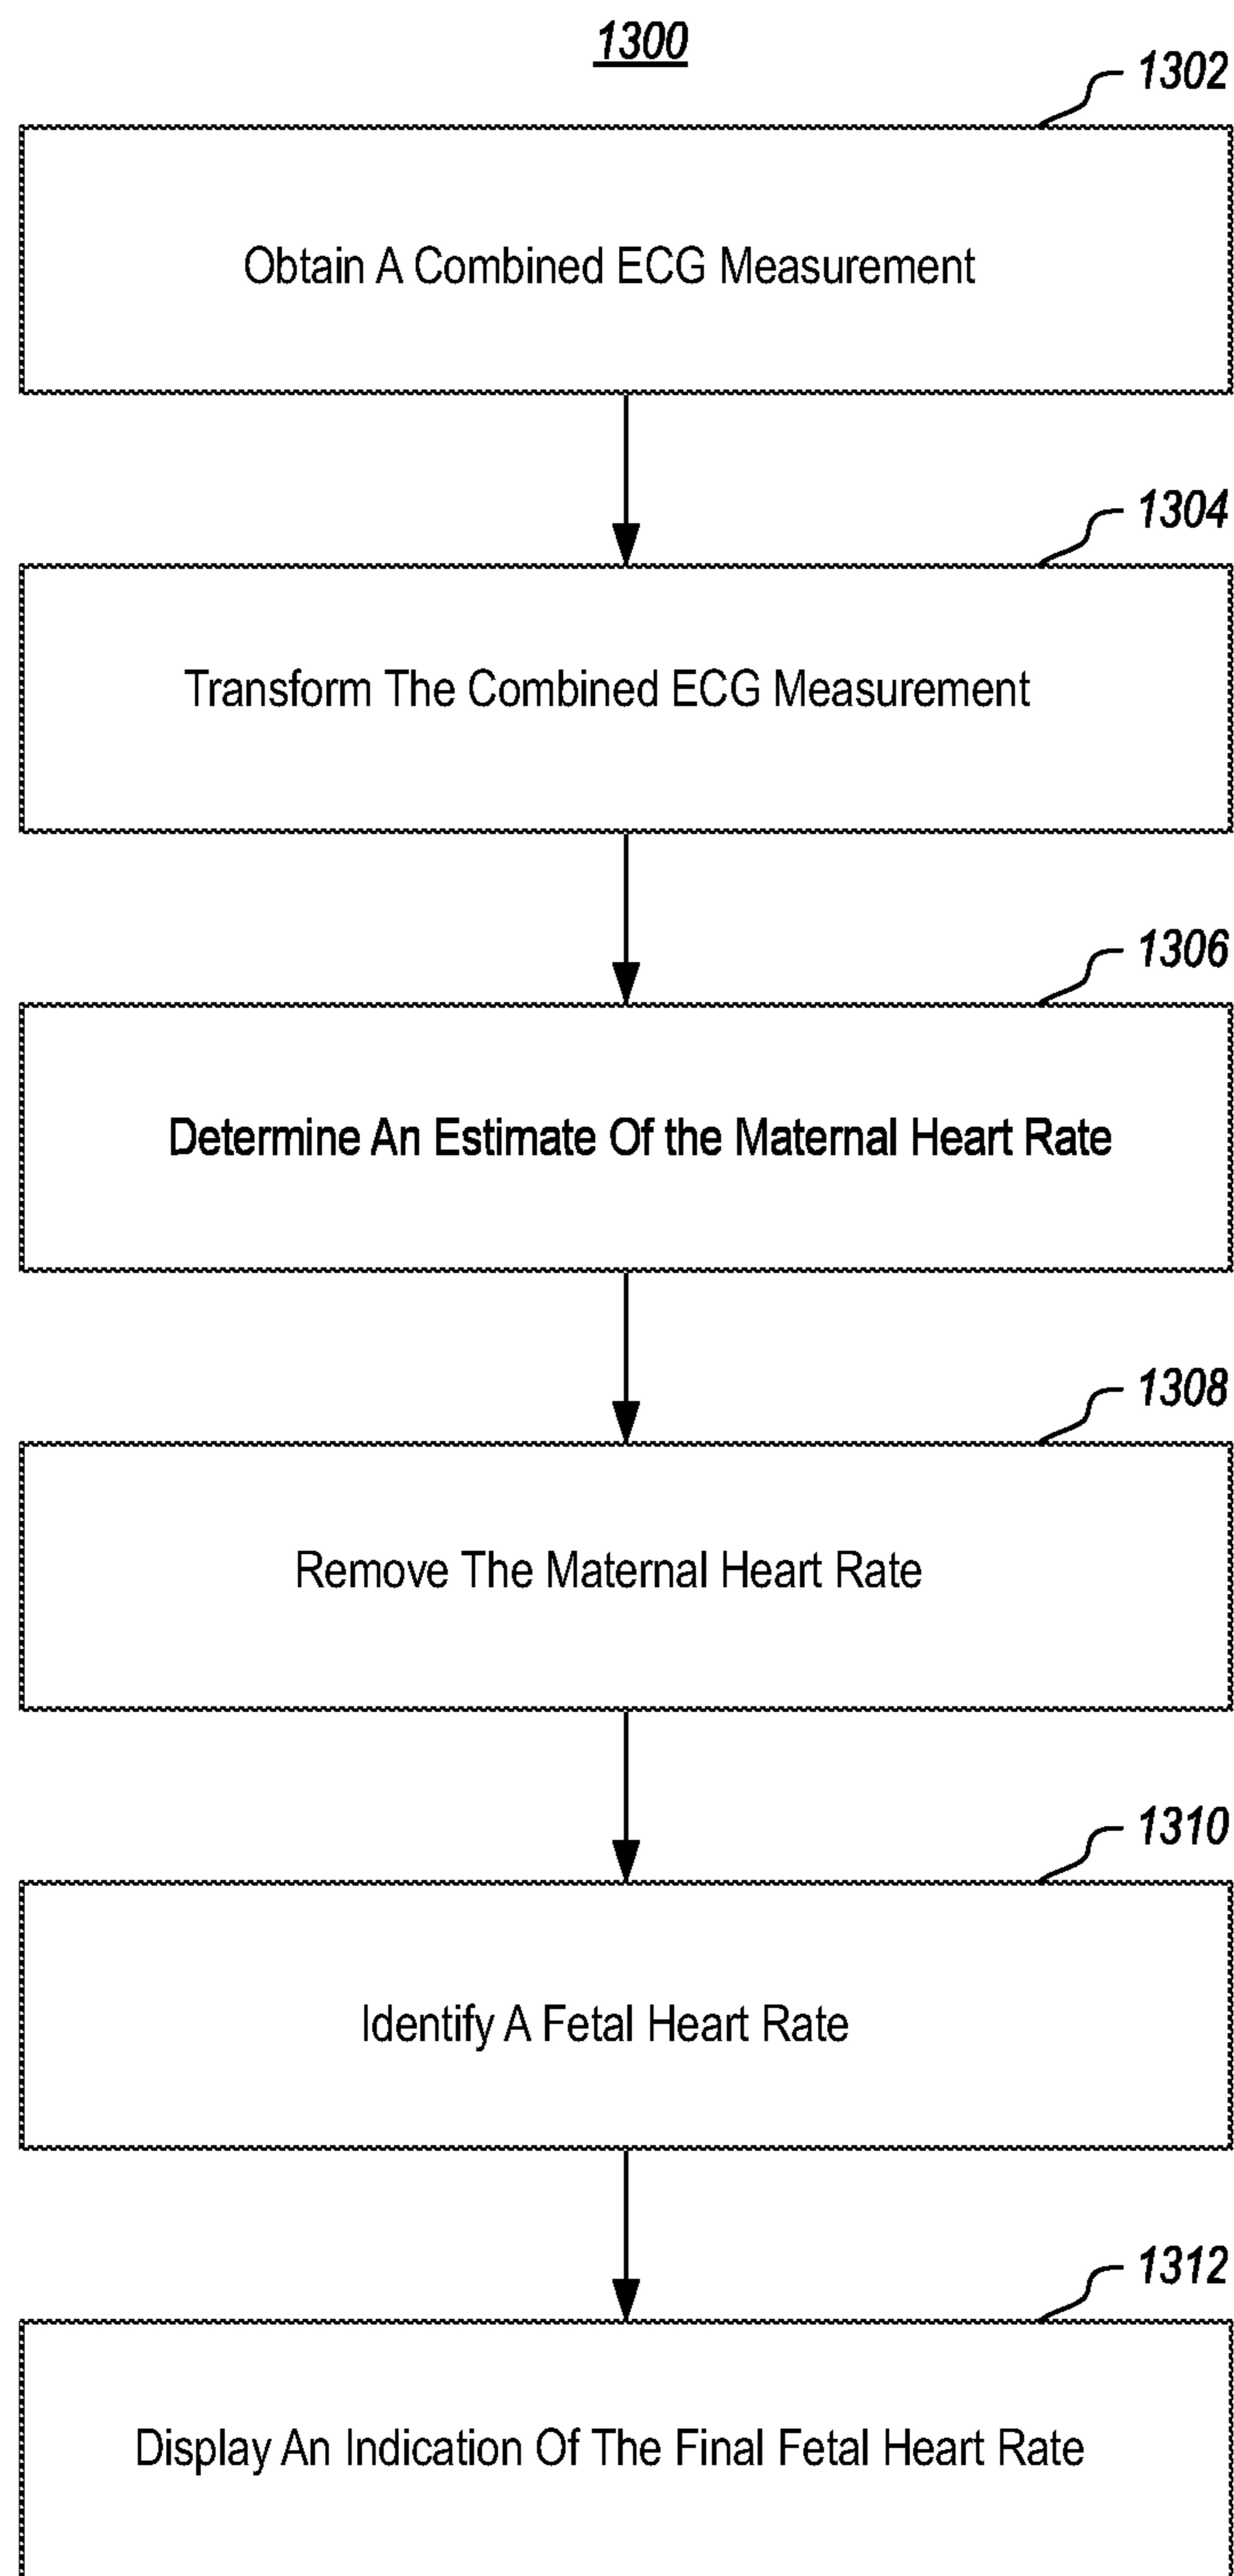 1300
1302
Obtain A Combined ECG Measurement
1304
Transform The Combined ECG Measurement
1306
Determine An Estimate Of the Maternal Heart Rate
1308
Remove The Maternal Heart Rate
1310
Identify A Fetal Heart Rate
1312
Display An Indication Of The Final Fetal Heart Rate